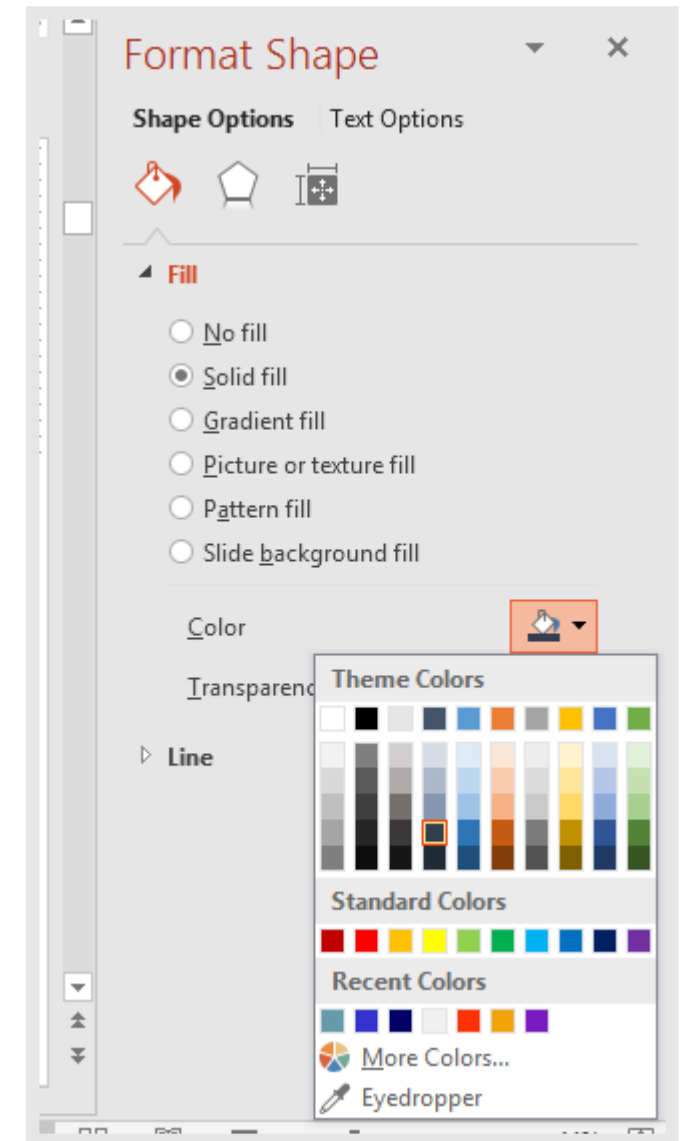 Format Shape
Shape Options Text Options
Fill
No fill
Solid fill
Gradient fill
Picture or texture fill
Pattern fill
Slide background fill
Color
Transparenc
Theme Colors
Line
Standard Colors
Recent Colors
More Colors...
Eyedropper